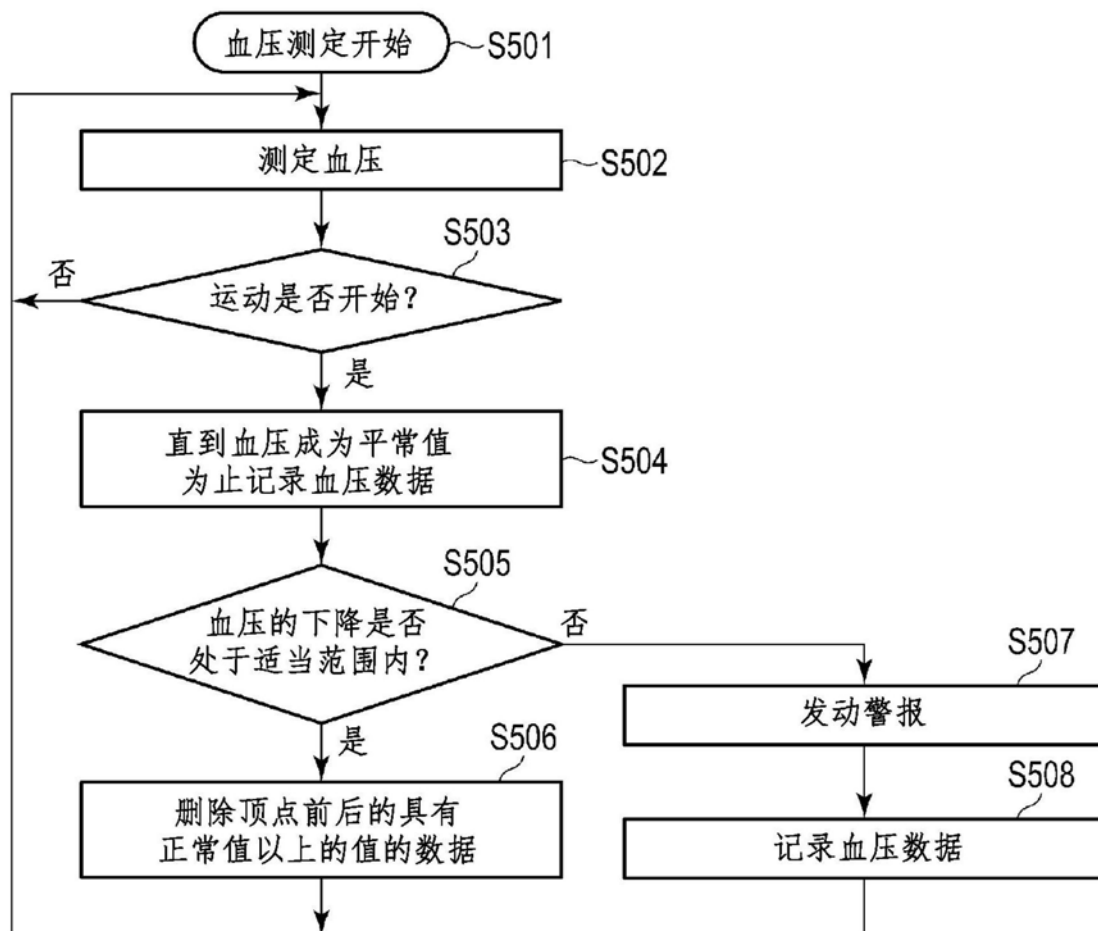 血压测定开始
S501
测定血压
S502
S503
否
运动是否开始？
是
直到血压成为平常值
为止记录血压数据
S504
S505
血压的下降是否
处于适当范围内？
否
S507
发动警报
是
S506
S508
删除顶点前后的具有
正常值以上的值的数据
记录血压数据